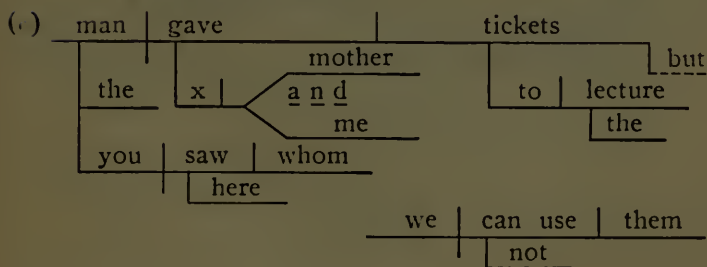 man gave tickets
mother but
the x and to lecture
me the
you saw whom
here
we can use them
not